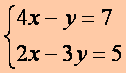 4x − y = 7
2x − 3y = 5